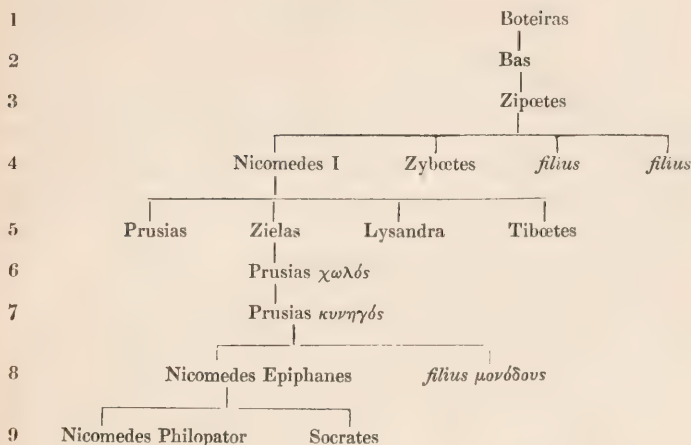 1 Boteiras
2 Bas
3 Zipœtes
4 Nicomedes I Zybœtes filius filius
5 Prusias Zielas Lysandra Tibœtes
6 Prusias χωλός
7 Prusias κυνηγός
8 Nicomedes Epiphanes filius μονόδους
9 Nicomedes Philopator Socrates